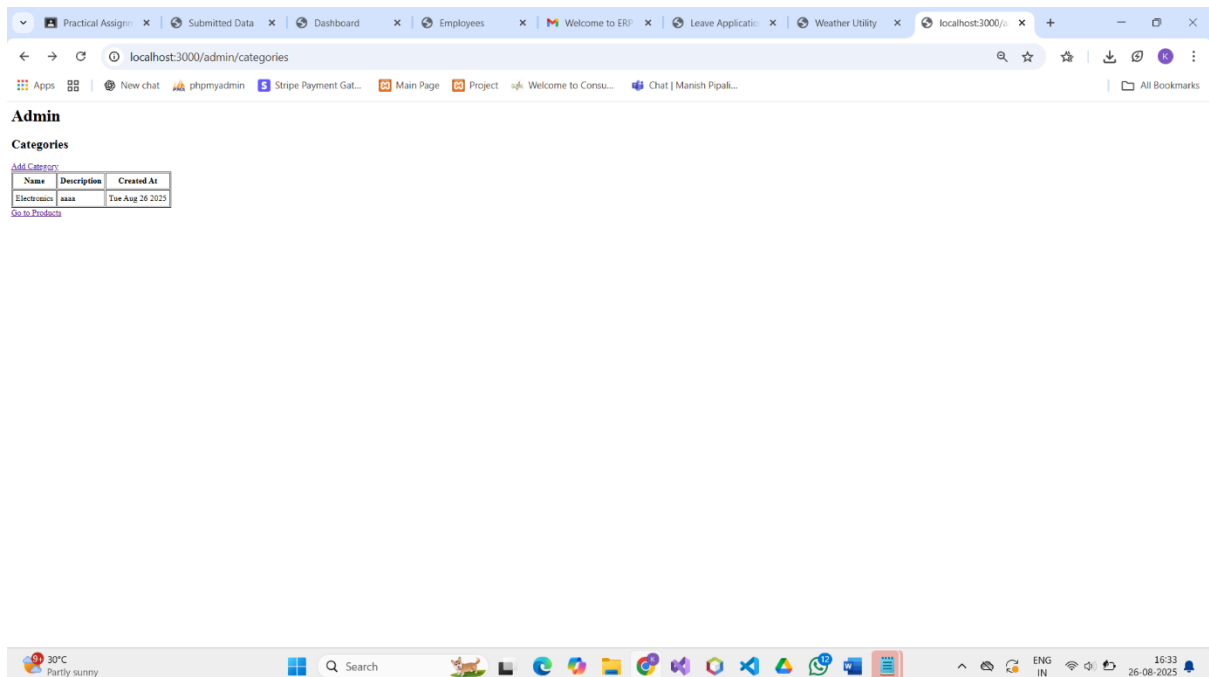 Practical Assignm Submitted Data Dashboard Employees Welcome to ERP Leave Applicatio Weather Utility localhost:3000/a
localhost:3000/admin/categories
Apps New chat phpmyadmin Stripe Payment Gat... Main Page Project Welcome to Consu... Chat | Manish Pipali... All Bookmarks
Admin
Categories
Add Category
Name Description Created At
Electronics aaaa Tue Aug 26 2025
Go to Products
9+ 30°C
Partly sunny
Search
12
ENG
IN
16:33
26-08-2025